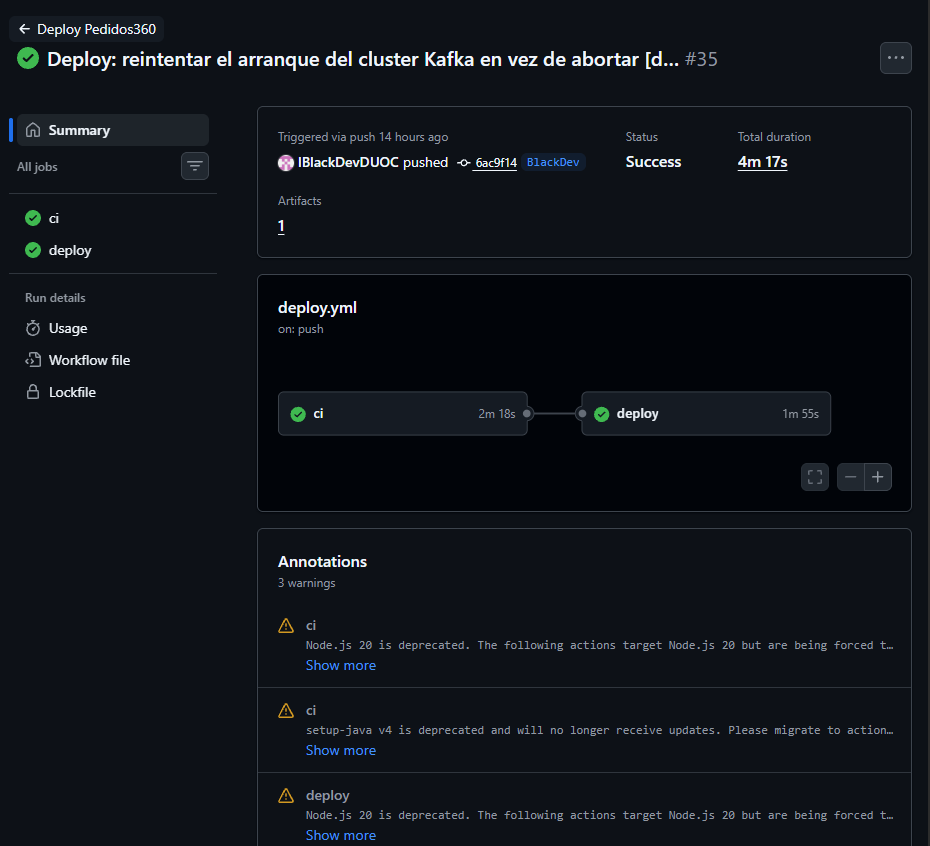 Deploy Pedidos360
Deploy: reintentar el arranque del cluster Kafka en vez de abortar [d... #35
Summary
All jobs
ci
deploy
Run details
Usage
Workflow file
Lockfile
Triggered via push 14 hours ago
IBlackDevDUOC pushed 6ac9f14 BlackDev
Status
Success
Total duration
4m 17s
Artifacts
1
deploy.yml
on: push
ci 2m 18s
deploy 1m 55s
Annotations
3 warnings
ci
Node.js 20 is deprecated. The following actions target Node.js 20 but are being forced t…
Show more
ci
setup-java v4 is deprecated and will no longer receive updates. Please migrate to action…
Show more
deploy
Node.js 20 is deprecated. The following actions target Node.js 20 but are being forced t…
Show more